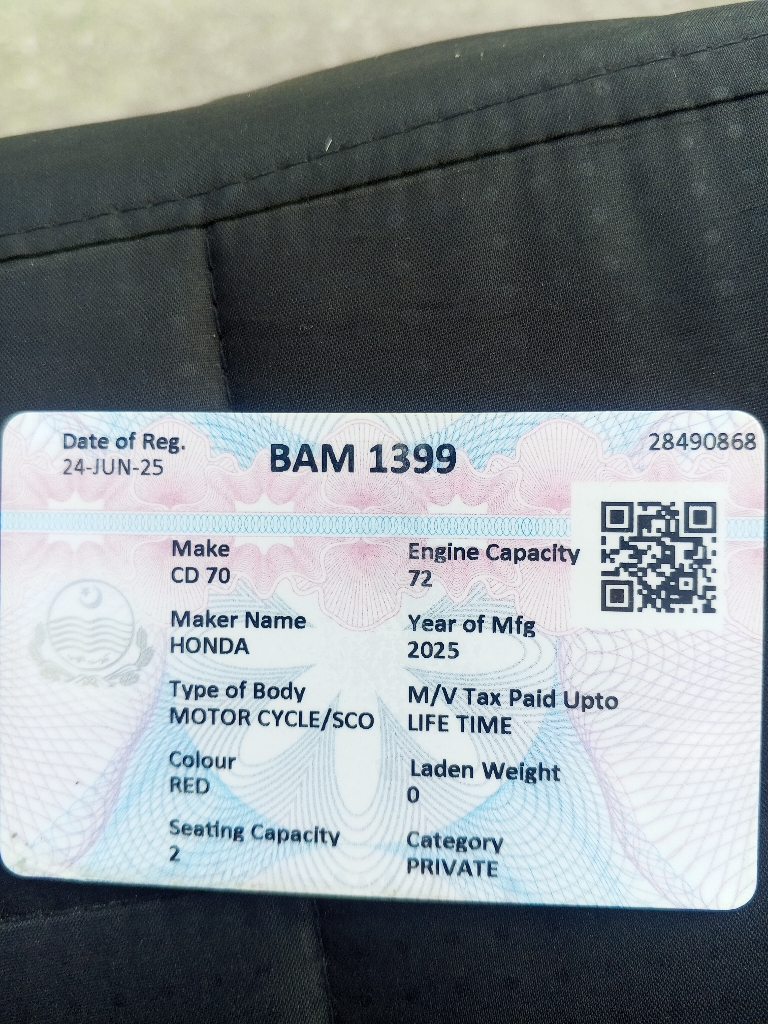 Date of Reg.
24-JUN-25
BAM 1399
28490868
Make
CD 70
Engine Capacity
72
Maker Name
HONDA
Year of Mfg
2025
Type of Body
MOTOR CYCLE/SCO
M/V Tax Paid Upto
LIFE TIME
Colour
RED
Laden Weight
0
Seating Capacity
2
Category
PRIVATE